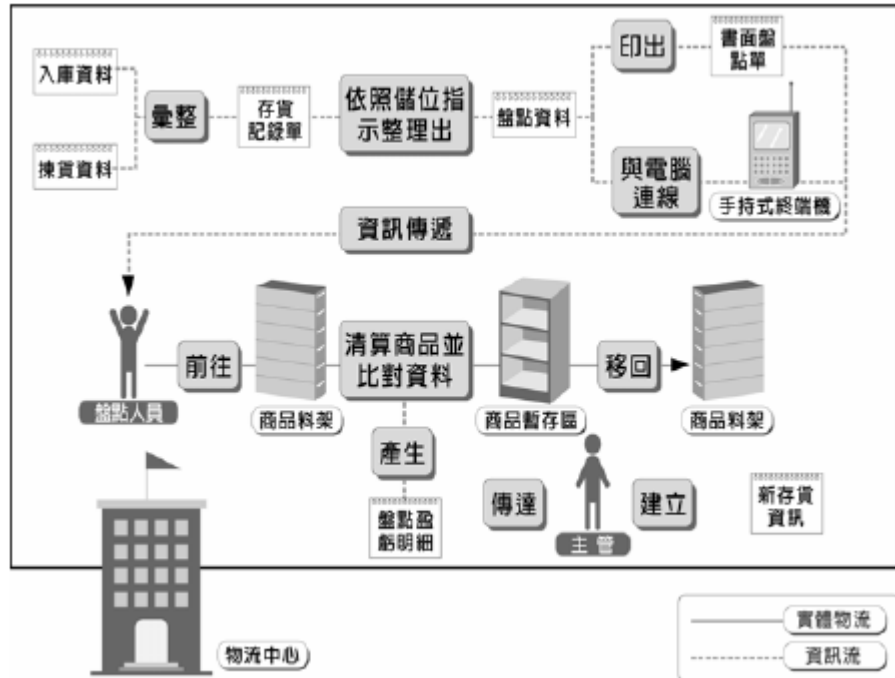 印出
書面盤
點單
入庫資料
彙整
存貨
記錄單
依照儲位指
示整理出
盤點資料
揀貨資料
與電腦
連線
手持式終端機
資訊傳遞
前往
清算商品並
比對資料
移回
盤點人員
商品料架
商品暫存區
商品料架
產生
傳達
建立
新存貨
資訊
盤點盈
虧明細
主管
物流中心
實體物流
資訊流